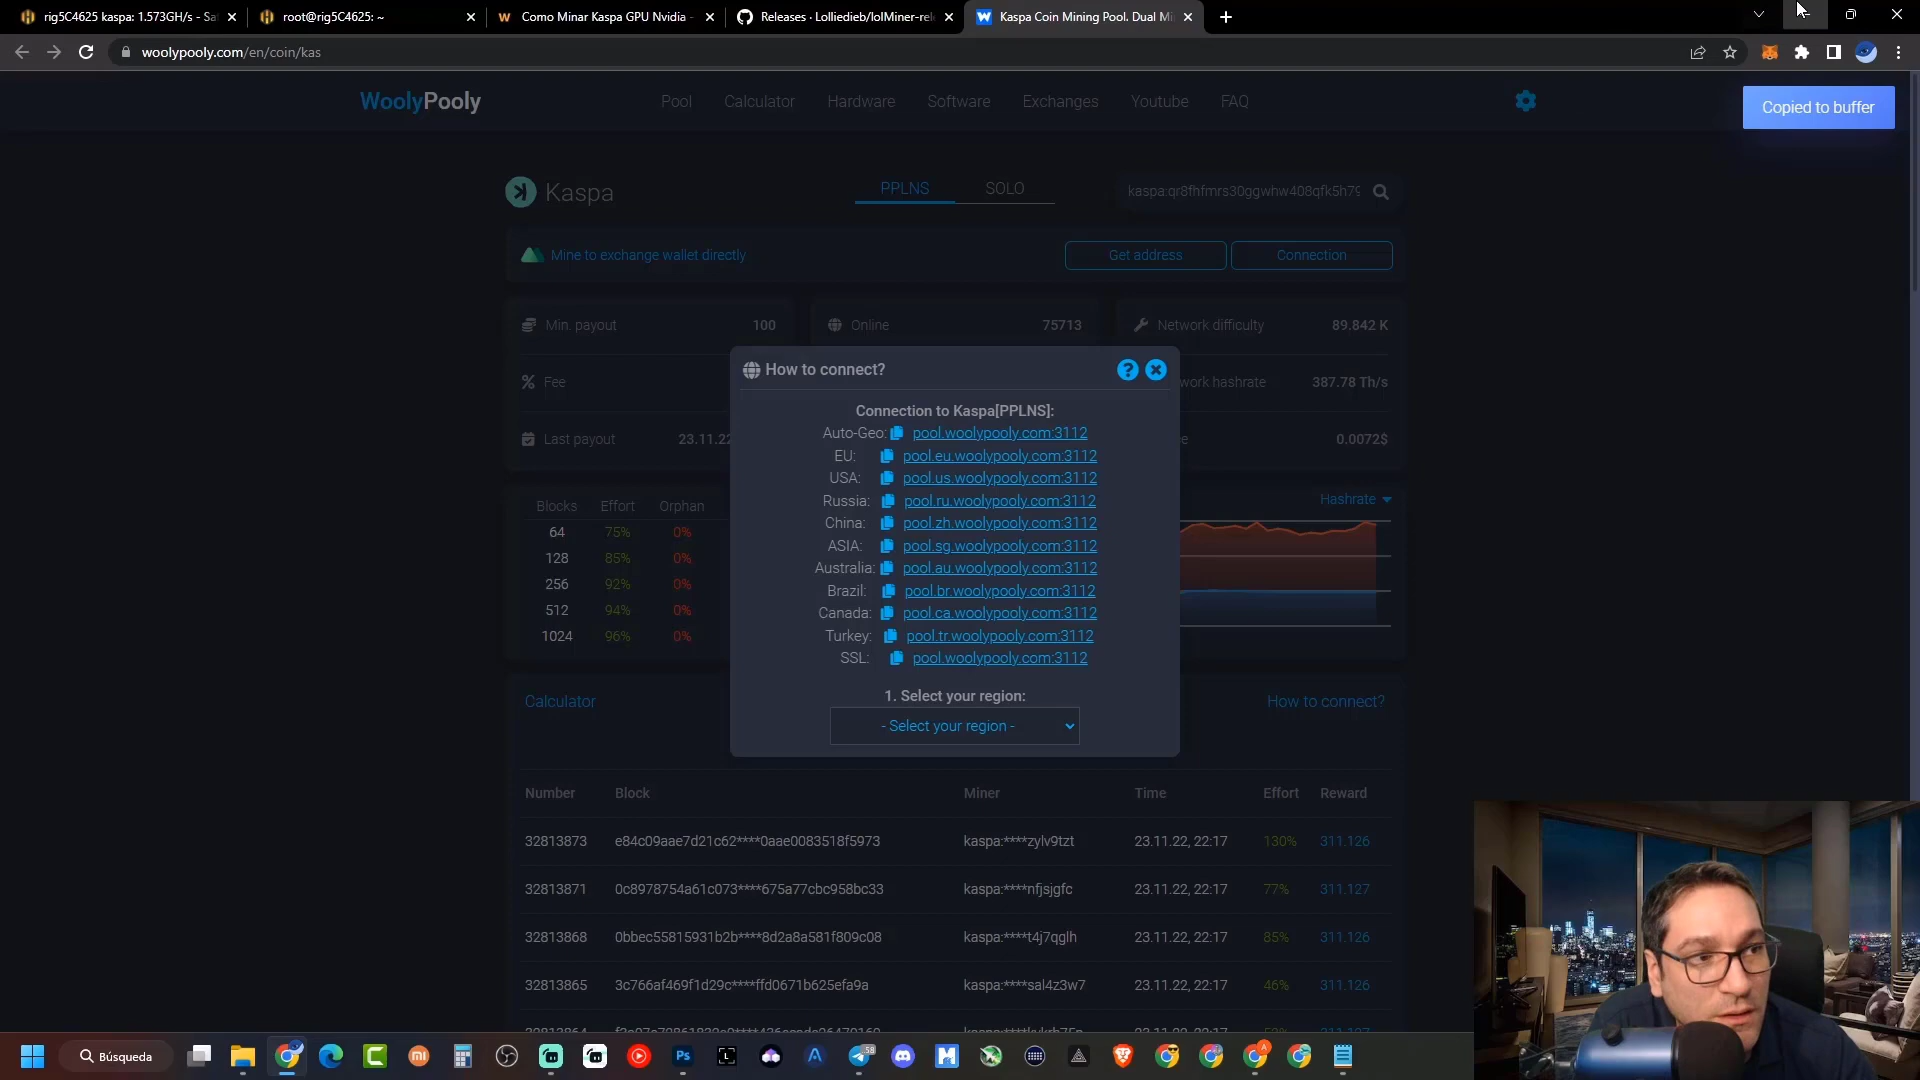 rig5C4625 kaspa: 1.573GH/s - Sa
root@rig5C4625: ~
Como Minar Kaspa GPU Nvidia -
Releases · Lolliedieb/lolMiner-rele
Kaspa Coin Mining Pool. Dual Mi
woolypooly.com/en/coin/kas
WoolyPooly
Pool
Calculator
Hardware
Software
Exchanges
Youtube
FAQ
Copied to buffer
Kaspa
PPLNS
SOLO
kaspa:qr8fhfmrs30ggwhw408qfk5h79
Mine to exchange wallet directly
Get address
Connection
Min. payout 100
Online 75713
Network difficulty 89.842 K
Fee
work hashrate 387.78 Th/s
Last payout 23.11.22
e 0.0072$
How to connect?
Connection to Kaspa[PPLNS]:
Auto-Geo: pool.woolypooly.com:3112
EU: pool.eu.woolypooly.com:3112
USA: pool.us.woolypooly.com:3112
Russia: pool.ru.woolypooly.com:3112
China: pool.zh.woolypooly.com:3112
ASIA: pool.sg.woolypooly.com:3112
Australia: pool.au.woolypooly.com:3112
Brazil: pool.br.woolypooly.com:3112
Canada: pool.ca.woolypooly.com:3112
Turkey: pool.tr.woolypooly.com:3112
SSL: pool.woolypooly.com:3112
1. Select your region:
- Select your region -
Blocks Effort Orphan
64 75% 0%
128 85% 0%
256 92% 0%
512 94% 0%
1024 96% 0%
Hashrate
Calculator
How to connect?
Number Block Miner Time Effort Reward
32813873 e84c09aae7d21c62****0aae0083518f5973 kaspa:****zylv9tzt 23.11.22, 22:17 130% 311.126
32813871 0c8978754a61c073****675a77cbc958bc33 kaspa:****nfjsjgfc 23.11.22, 22:17 77% 311.127
32813868 0bbec55815931b2b****8d2a8a581f809c08 kaspa:****t4j7qglh 23.11.22, 22:17 85% 311.126
32813865 3c766af469f1d29c****ffd0671b625efa9a kaspa:****sal4z3w7 23.11.22, 22:17 46% 311.126
Búsqueda
58